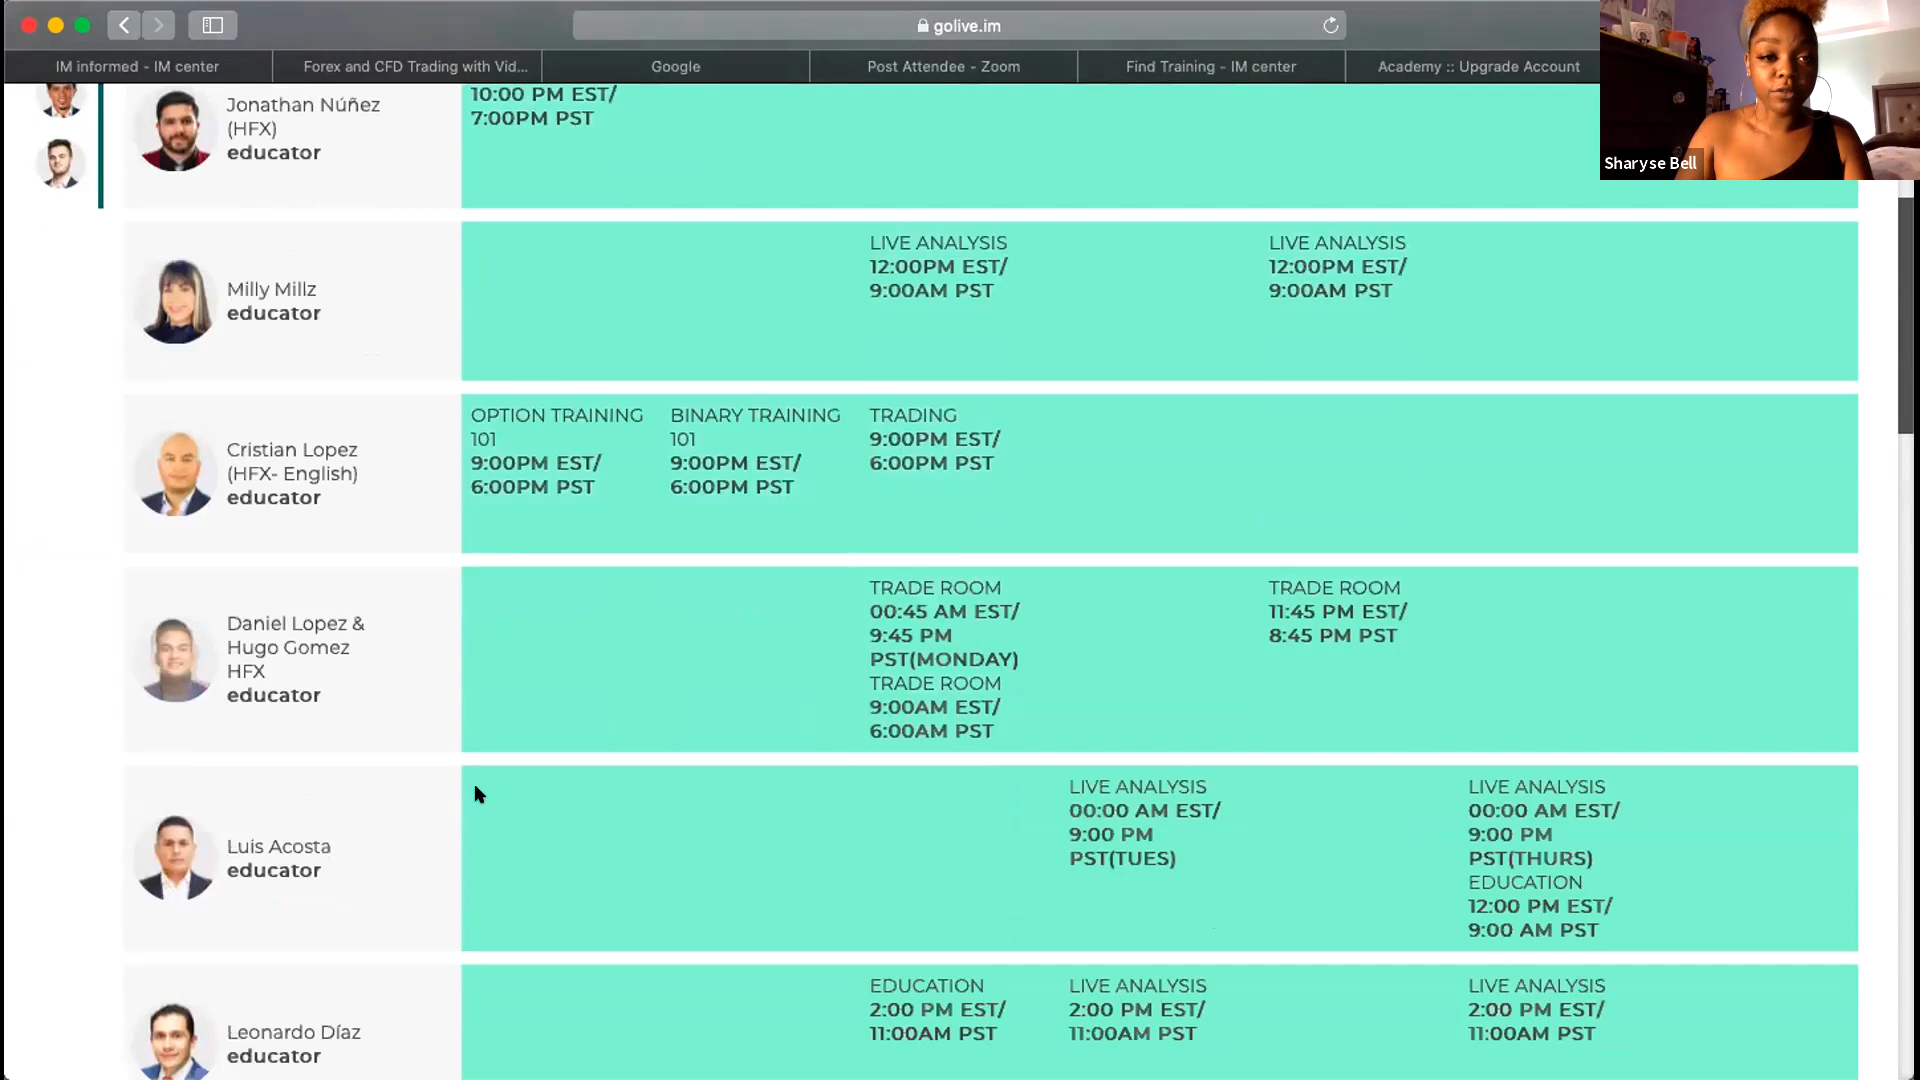 golive.im
IM informed - IM center
Forex and CFD Trading with Vid...
Google
Post Attendee - Zoom
Find Training - IM center
Academy :: Upgrade Account
Sharyse Bell
Jonathan Núñez
(HFX)
educator
10:00 PM EST/
7:00PM PST
Milly Millz
educator
LIVE ANALYSIS
12:00PM EST/
9:00AM PST
LIVE ANALYSIS
12:00PM EST/
9:00AM PST
Cristian Lopez
(HFX- English)
educator
OPTION TRAINING
101
9:00PM EST/
6:00PM PST
BINARY TRAINING
101
9:00PM EST/
6:00PM PST
TRADING
9:00PM EST/
6:00PM PST
Daniel Lopez &
Hugo Gomez
HFX
educator
TRADE ROOM
00:45 AM EST/
9:45 PM
PST(MONDAY)
TRADE ROOM
9:00AM EST/
6:00AM PST
TRADE ROOM
11:45 PM EST/
8:45 PM PST
Luis Acosta
educator
LIVE ANALYSIS
00:00 AM EST/
9:00 PM
PST(TUES)
LIVE ANALYSIS
00:00 AM EST/
9:00 PM
PST(THURS)
EDUCATION
12:00 PM EST/
9:00 AM PST
Leonardo Díaz
educator
EDUCATION
2:00 PM EST/
11:00AM PST
LIVE ANALYSIS
2:00 PM EST/
11:00AM PST
LIVE ANALYSIS
2:00 PM EST/
11:00AM PST